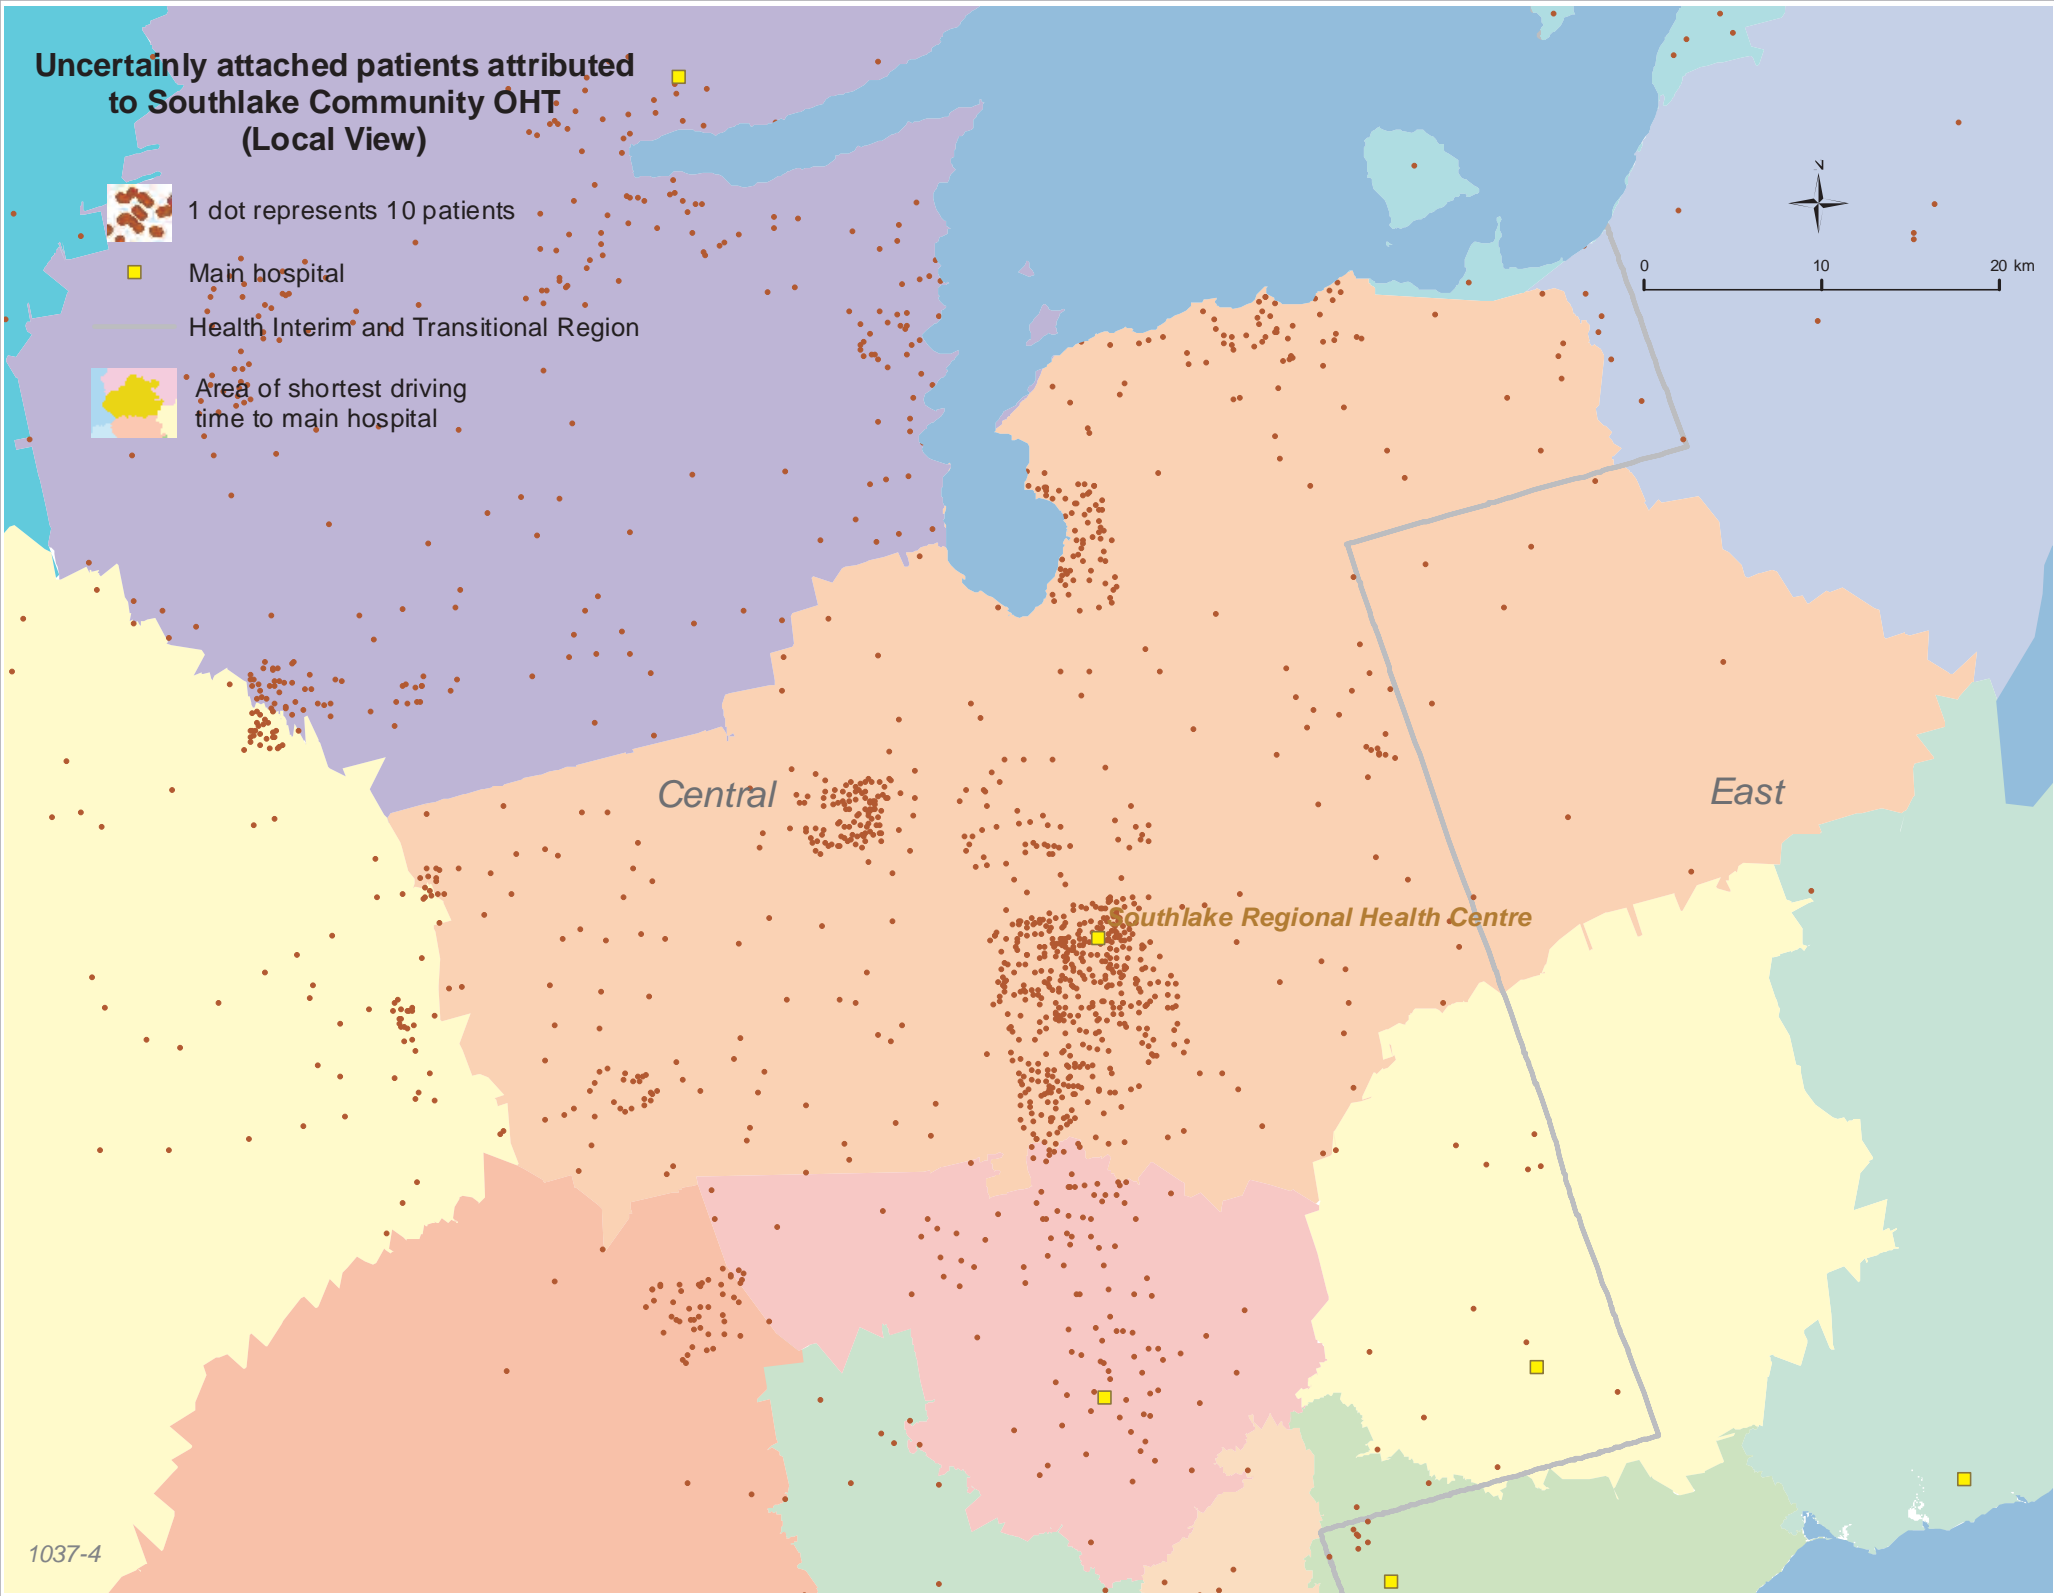 Uncertainly attached patients attributed
to Southlake Community OHT
(Local View)
1 dot represents 10 patients
Main hospital
Health Interim and Transitional Region
Area of shortest driving
time to main hospital
N
0 10 20 km
Central
East
Southlake Regional Health Centre
1037-4